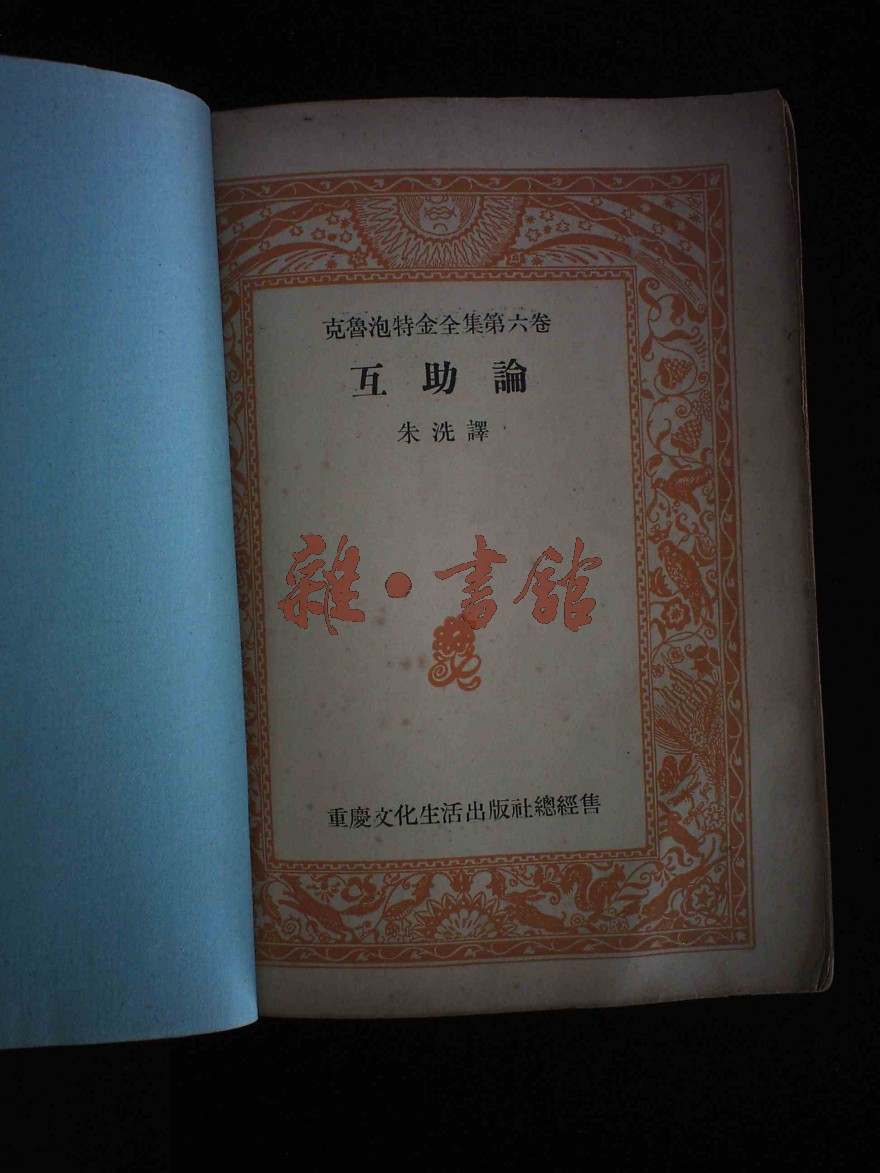 克魯泡特金全集第六卷
互助論
朱洗譯
雜·書館
重慶文化生活出版社總經售